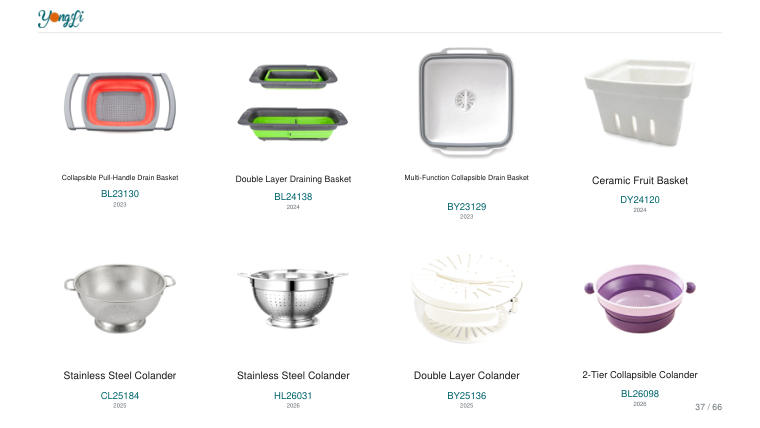 YongLi
Collapsible Pull-Handle Drain Basket
BL23130
2023
Double Layer Draining Basket
BL24138
2024
Multi-Function Collapsible Drain Basket
BY23129
2023
Ceramic Fruit Basket
DY24120
2024
Stainless Steel Colander
CL25184
2025
Stainless Steel Colander
HL26031
2026
Double Layer Colander
BY25136
2025
2-Tier Collapsible Colander
BL26098
2026
37 / 66